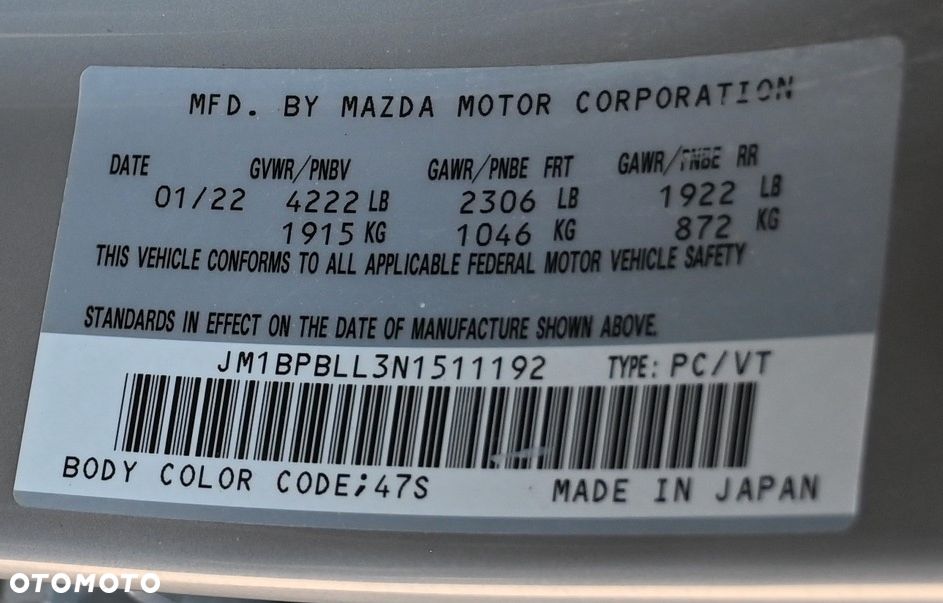 MFD. BY MAZDA MOTOR CORPORATION
DATE GVWR/PNBV GAWR/PNBE FRT GAWR/PNBE RR
01/22 4222 LB 2306 LB 1922 LB
1915 KG 1046 KG 872 KG
THIS VEHICLE CONFORMS TO ALL APPLICABLE FEDERAL MOTOR VEHICLE SAFETY
STANDARDS IN EFFECT ON THE DATE OF MANUFACTURE SHOWN ABOVE.
JM1BPBLL3N1511192 TYPE: PC/VT
BODY COLOR CODE;47S MADE IN JAPAN
OTOMOTO